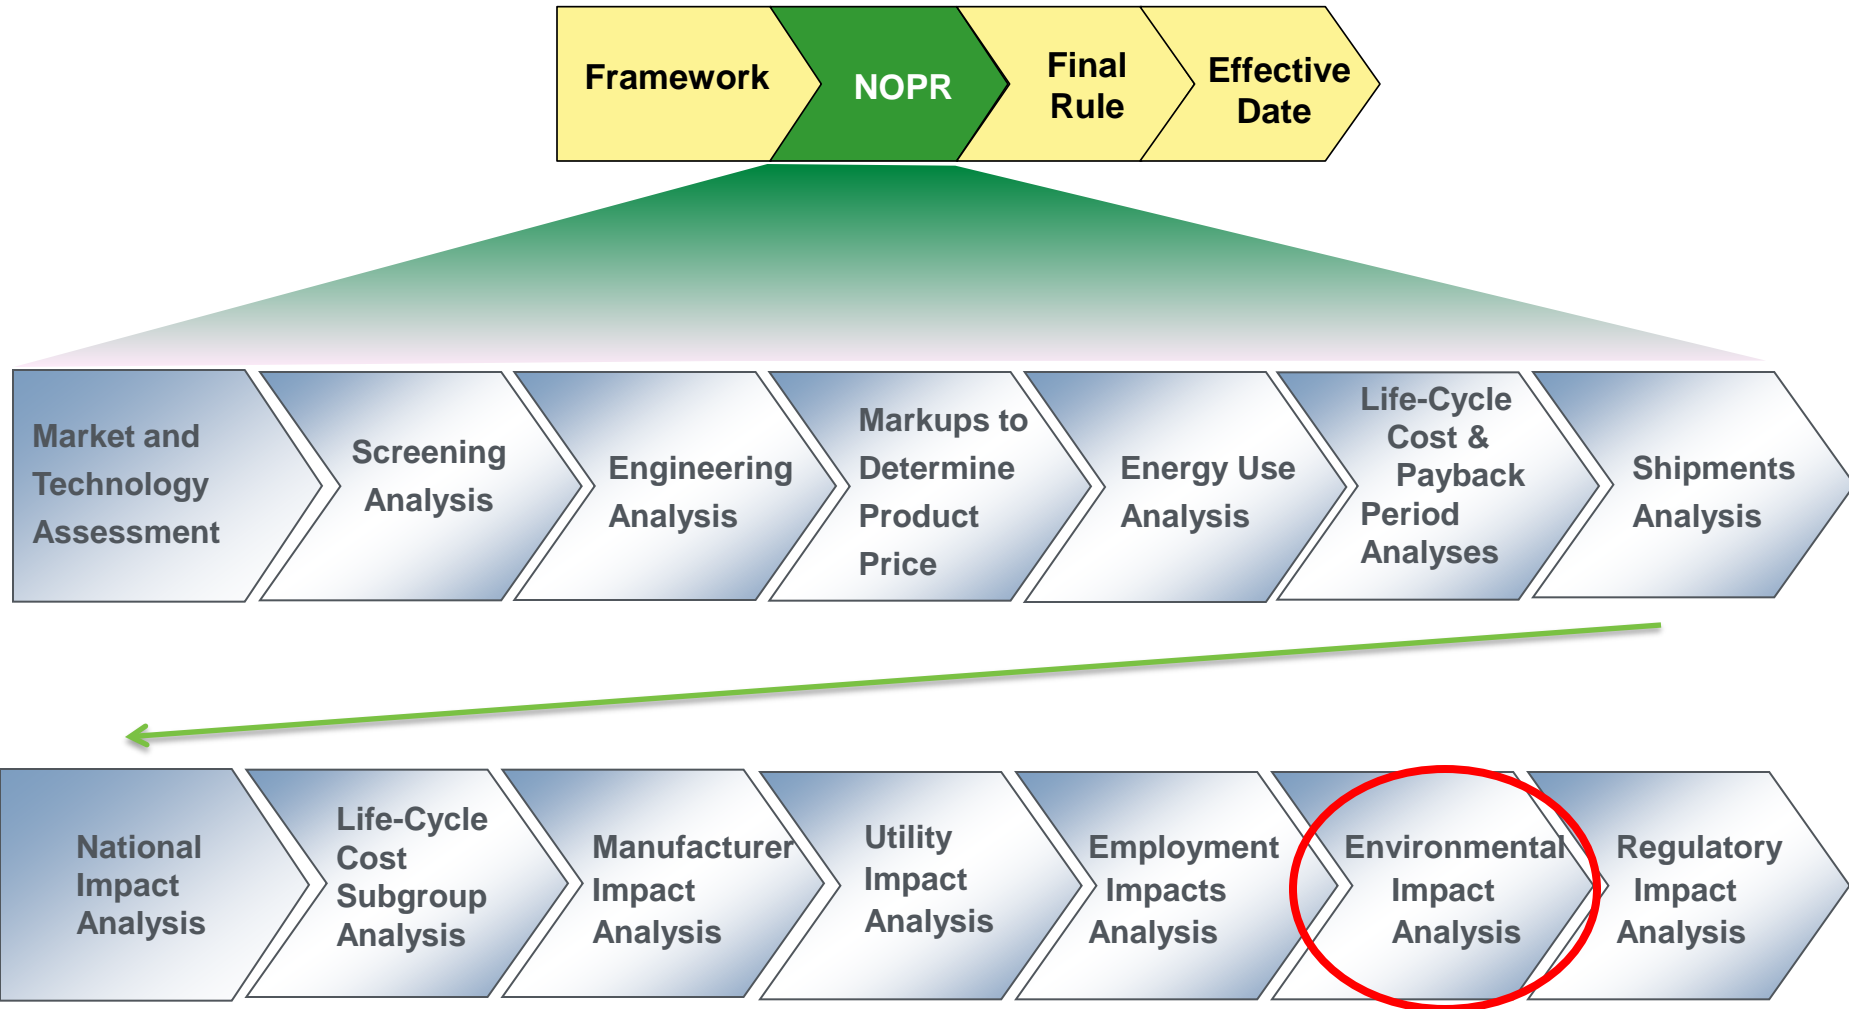 Framework
NOPR
Final
Rule
Effective
Date
Market and
Technology
Assessment
Screening
Analysis
Engineering
Analysis
Markups to
Determine
Product
Price
Energy Use
Analysis
Life-Cycle
Cost &
Payback
Period
Analyses
Shipments
Analysis
National
Impact
Analysis
Life-Cycle
Cost
Subgroup
Analysis
Manufacturer
Impact
Analysis
Utility
Impact
Analysis
Employment
Impacts
Analysis
Environmental
Impact
Analysis
Regulatory
Impact
Analysis